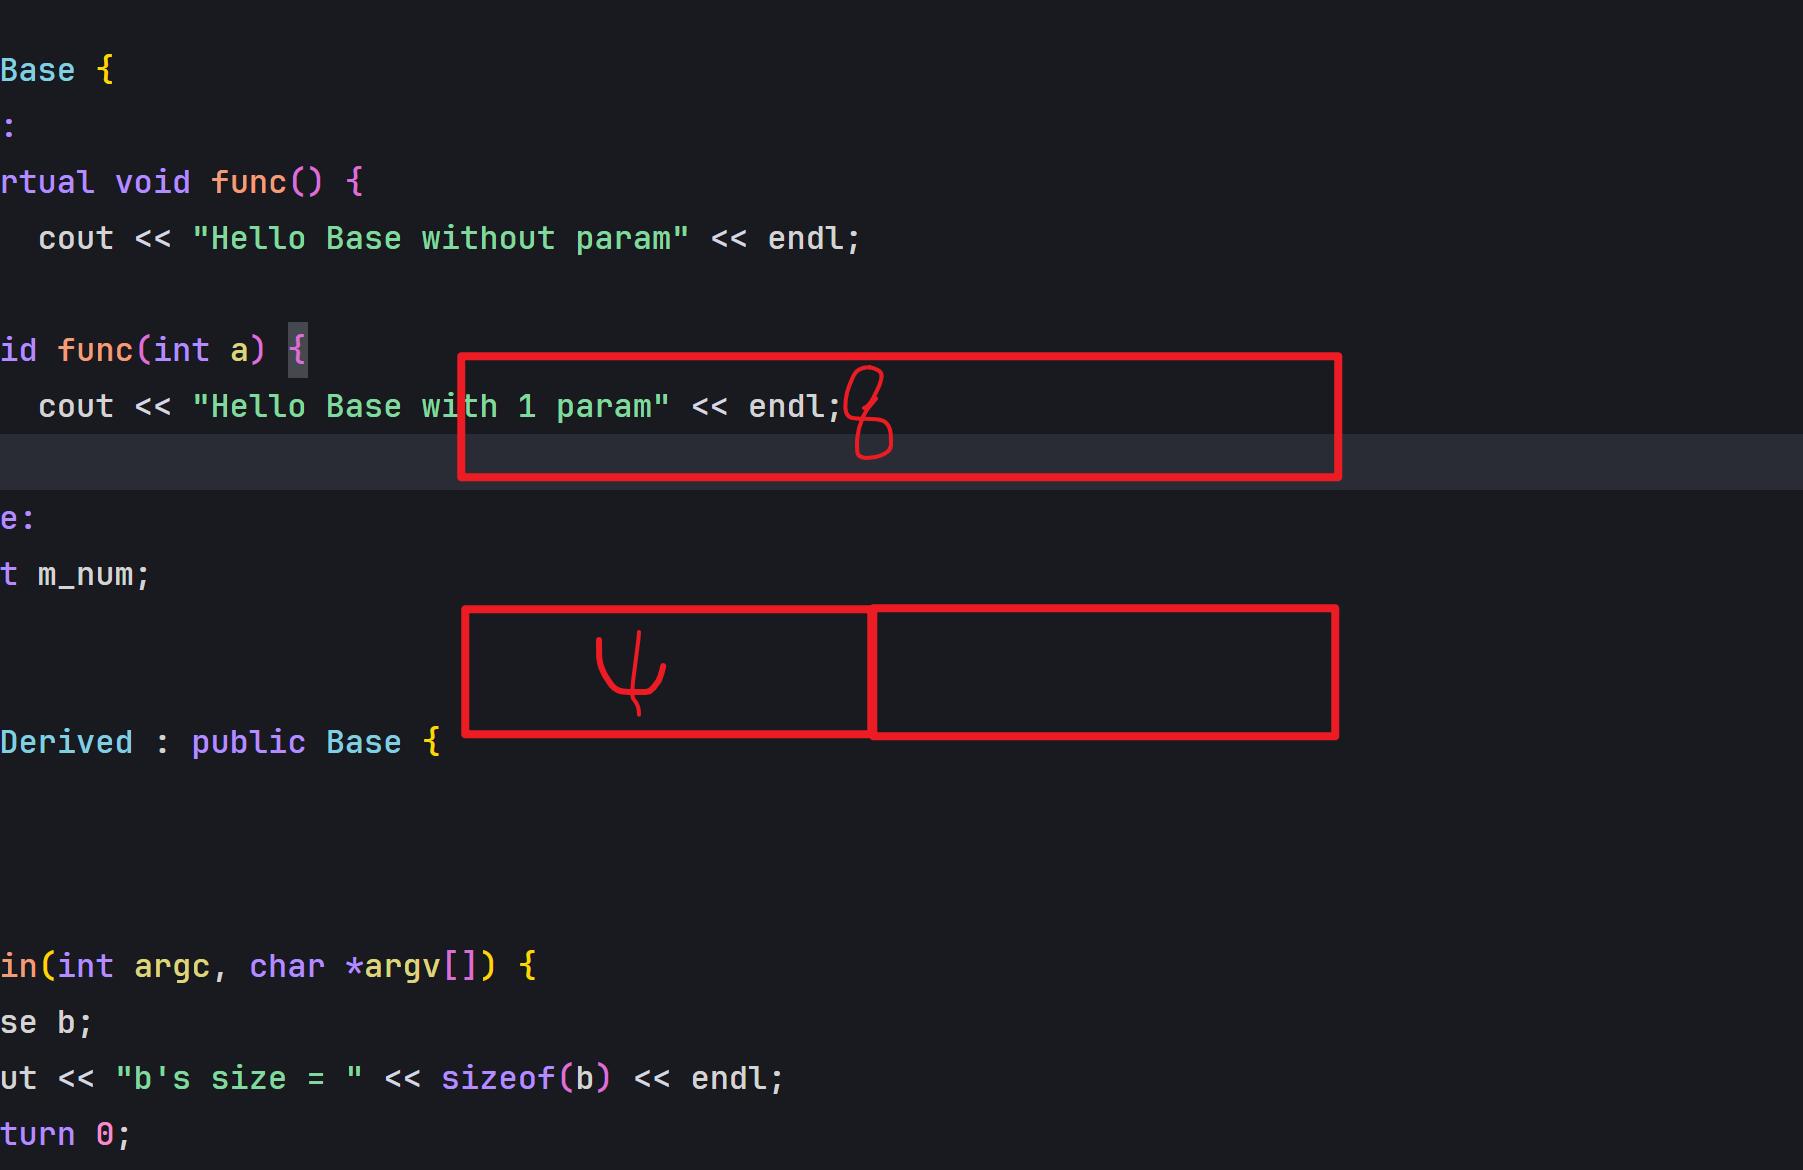 Base {
:
rtual void func() {
cout << "Hello Base without param" << endl;
id func(int a) {
cout << "Hello Base with 1 param" << endl;
8
e:
t m_num;
4
Derived : public Base {
in(int argc, char *argv[]) {
se b;
ut << "b's size = " << sizeof(b) << endl;
turn 0;